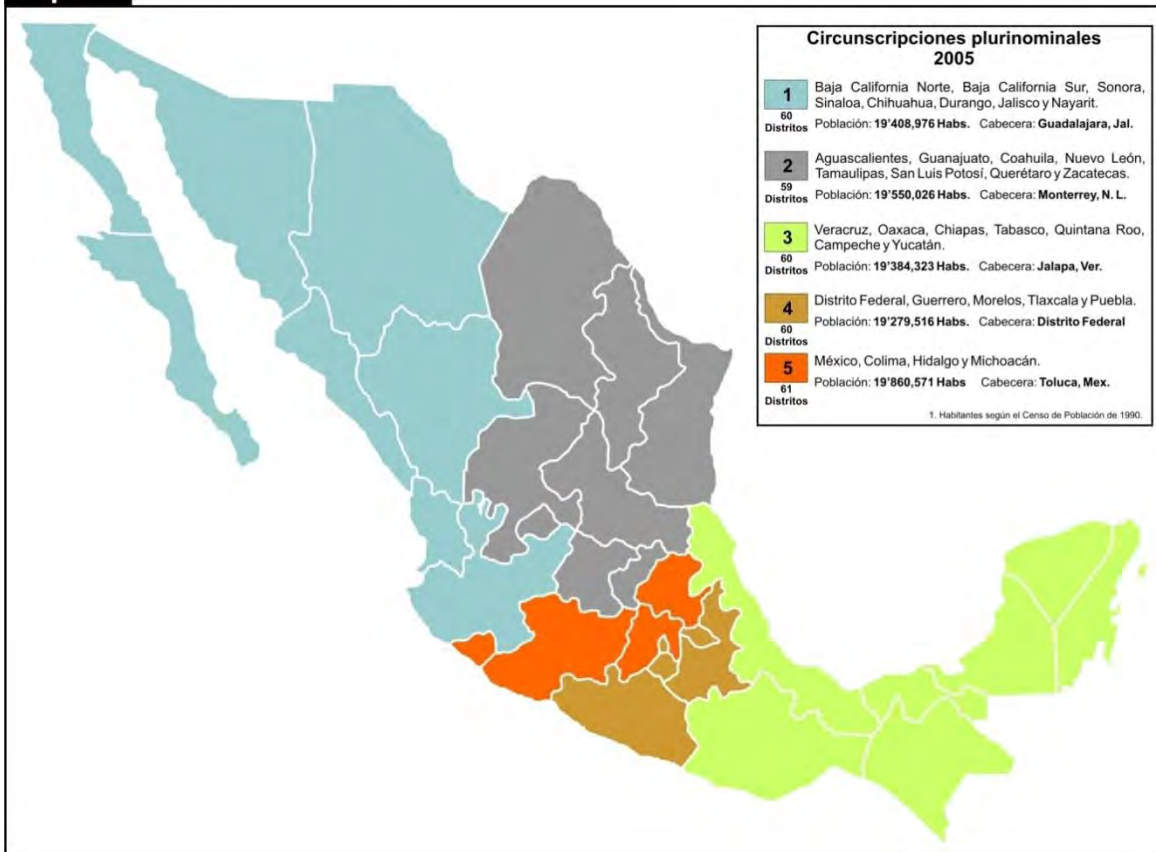 Circunscripciones plurinominales
2005
1
60
Distritos
Baja California Norte, Baja California Sur, Sonora,
Sinaloa, Chihuahua, Durango, Jalisco y Nayarit.
Población: 19'408,976 Habs. Cabecera: Guadalajara, Jal.
2
59
Distritos
Aguascalientes, Guanajuato, Coahuila, Nuevo León,
Tamaulipas, San Luis Potosí, Querétaro y Zacatecas.
Población: 19'550,026 Habs. Cabecera: Monterrey, N. L.
3
60
Distritos
Veracruz, Oaxaca, Chiapas, Tabasco, Quintana Roo,
Campeche y Yucatán.
Población: 19'384,323 Habs. Cabecera: Jalapa, Ver.
4
60
Distritos
Distrito Federal, Guerrero, Morelos, Tlaxcala y Puebla.
Población: 19'279,516 Habs. Cabecera: Distrito Federal
5
61
Distritos
México, Colima, Hidalgo y Michoacán.
Población: 19'860,571 Habs Cabecera: Toluca, Mex.
1. Habitantes según el Censo de Población de 1990.